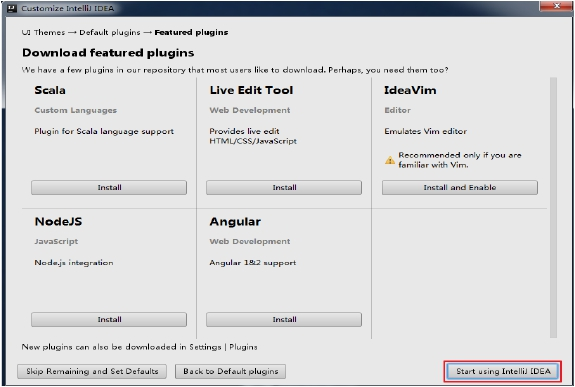 Customize IntelliJ IDEA
UI Themes → Default plugins → Featured plugins
Download featured plugins
We have a few plugins in our repository that most users like to download. Perhaps, you need them too?
Scala
Custom Languages
Plugin for Scala language support
Install
Live Edit Tool
Web Development
Provides live edit
HTML/CSS/JavaScript
Install
IdeaVim
Editor
Emulates Vim editor
Recommended only if you are
familiar with Vim.
Install and Enable
NodeJS
JavaScript
Node.js integration
Install
Angular
Web Development
Angular 1&2 support
Install
New plugins can also be downloaded in Settings | Plugins
Skip Remaining and Set Defaults
Back to Default plugins
Start using IntelliJ IDEA